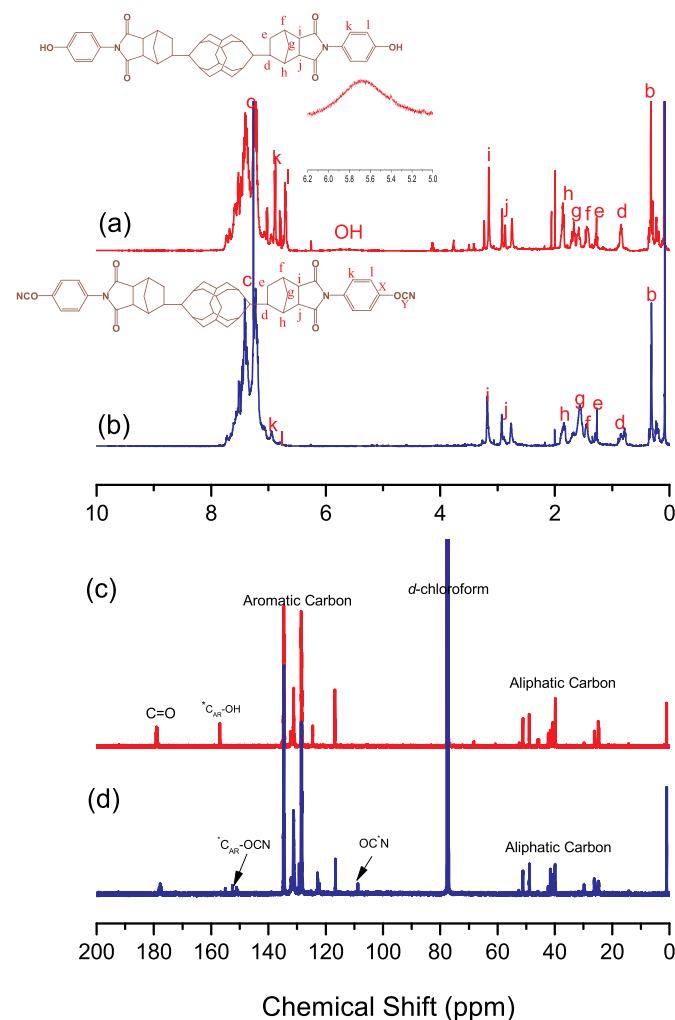 O O
f
k l
e i
HO N g N OH
d j
h
O O
6.2 6.0 5.8 5.6 5.4 5.2 5.0
c b
k l i
h
(a) j g f e d
OH
O O
f
k l
c e i
NCO N g N X OCN
d j Y
h
O O
b
(b) k l i j h g f e d
10 8 6 4 2 0
(c) d-chloroform
Aromatic Carbon
Aliphatic Carbon
C=O *CAR-OH
(d)
*CAR-OCN OC*N Aliphatic Carbon
200 180 160 140 120 100 80 60 40 20 0
Chemical Shift (ppm)